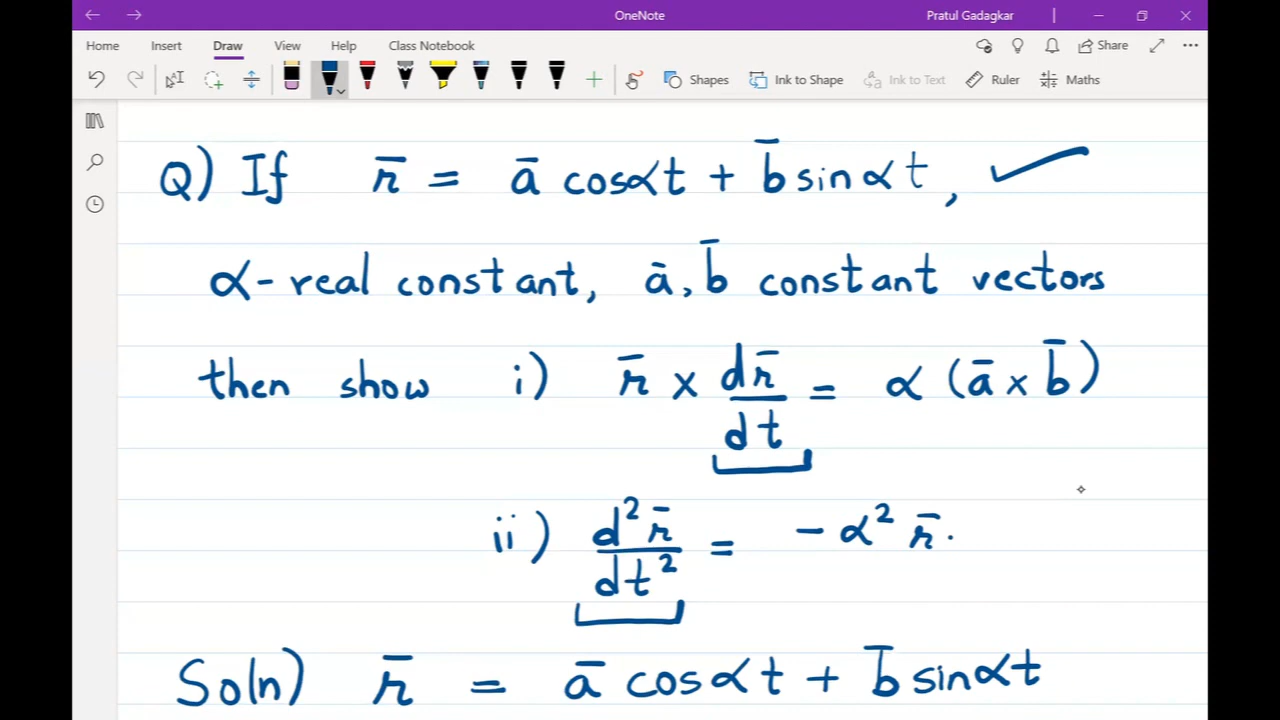 OneNote
Pratul Gadagkar
Home Insert Draw View Help Class Notebook
Share
Shapes Ink to Shape Ink to Text Ruler Maths
Q) If r̄ = ā cosαt + b̄ sinαt,
α-real constant, ā, b̄ constant vectors
then show i) r̄ × dr̄/dt = α (ā × b̄)
ii) d²r̄/dt² = -α² r̄.
Soln) r̄ = ā cosαt + b̄ sinαt